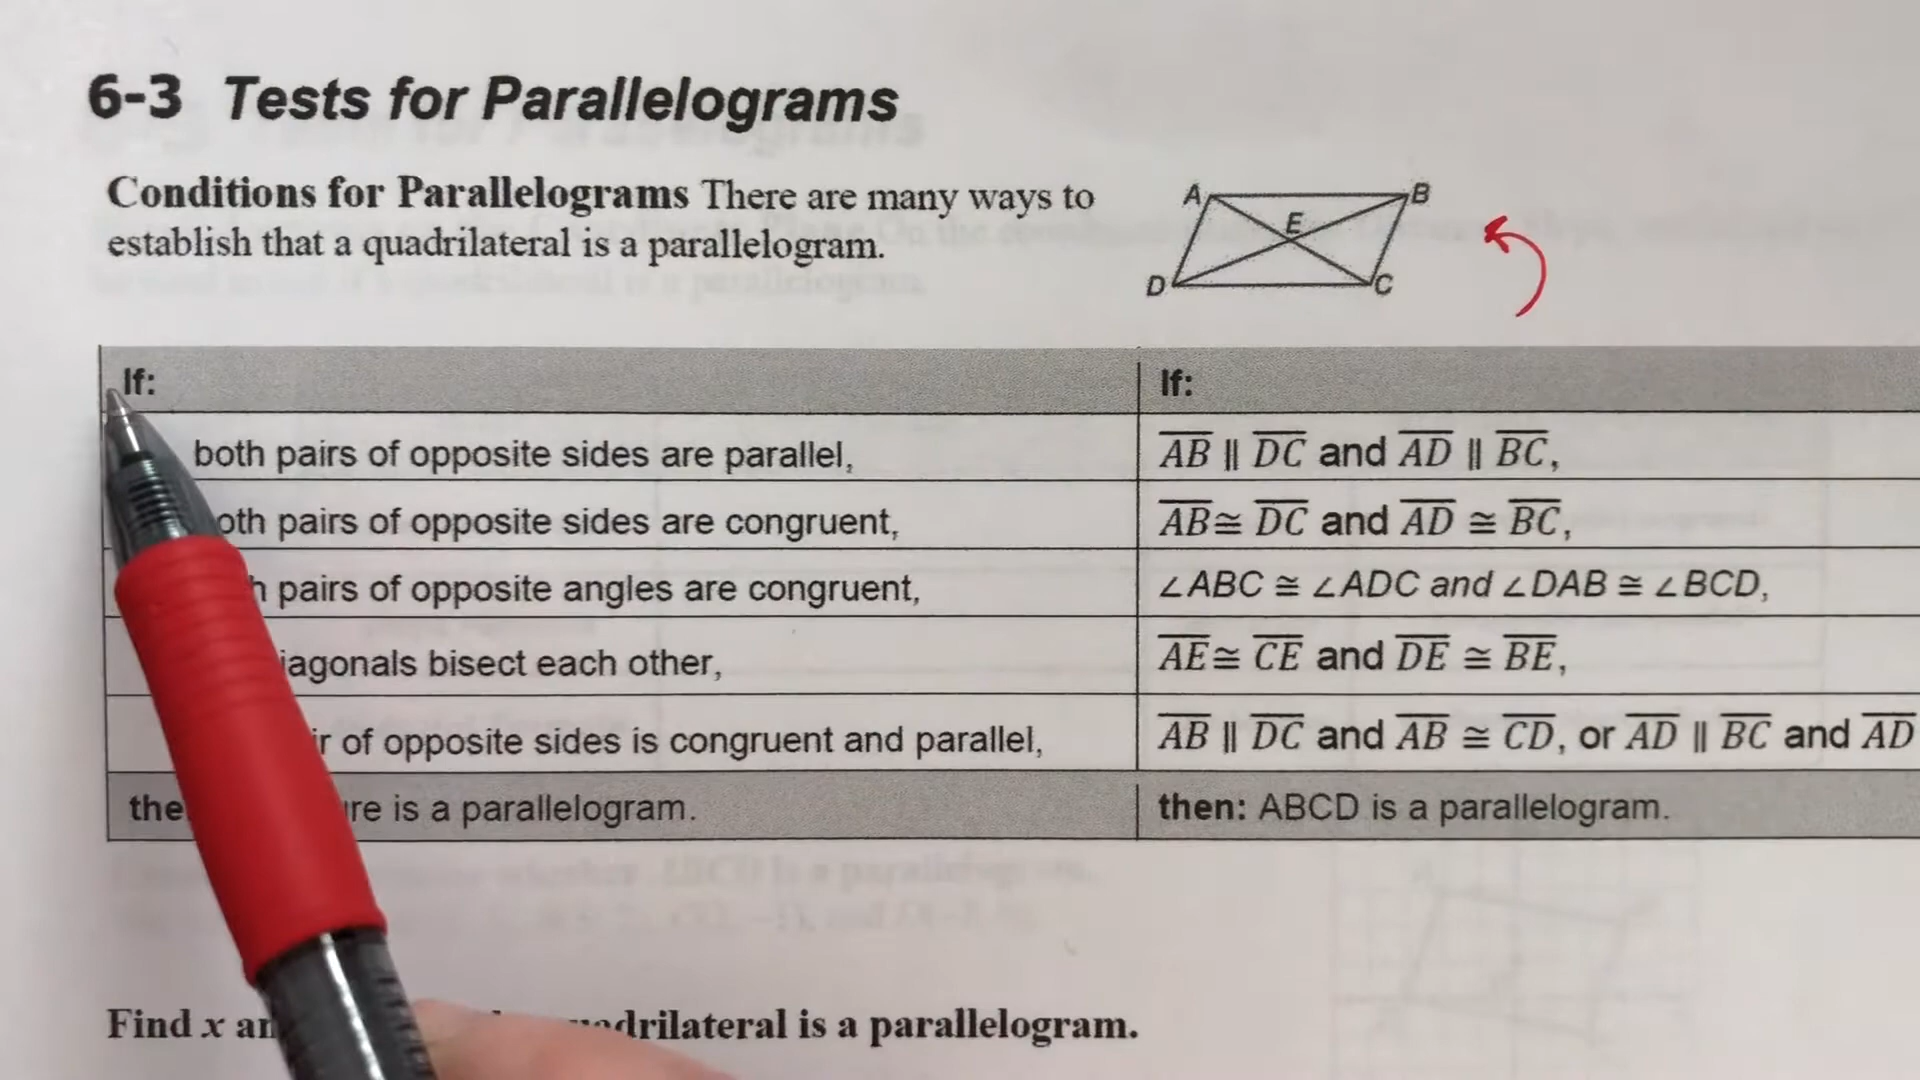 6-3 Tests for Parallelograms
Conditions for Parallelograms There are many ways to
establish that a quadrilateral is a parallelogram.
A B
E
D C
If: If:
both pairs of opposite sides are parallel, AB ∥ DC and AD ∥ BC,
oth pairs of opposite sides are congruent, AB ≅ DC and AD ≅ BC,
h pairs of opposite angles are congruent, ∠ABC ≅ ∠ADC and ∠DAB ≅ ∠BCD,
iagonals bisect each other, AE ≅ CE and DE ≅ BE,
ir of opposite sides is congruent and parallel, AB ∥ DC and AB ≅ CD, or AD ∥ BC and AD
the re is a parallelogram. then: ABCD is a parallelogram.
Find x an drilateral is a parallelogram.